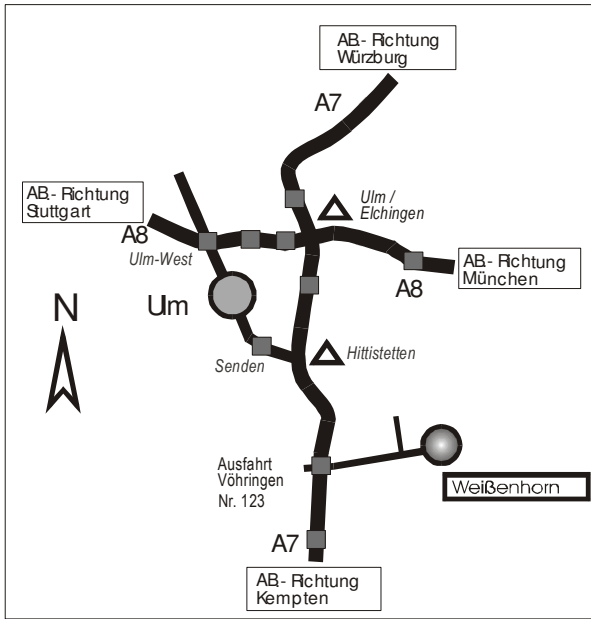 AB.- Richtung
Würzburg
A7
AB.- Richtung
Stuttgart
A8
Ulm /
Elchingen
Ulm-West
AB.- Richtung
München
A8
N
Ulm
Senden
Hittistetten
Ausfahrt
Vöhringen
Nr. 123
Weißenhorn
A7
AB.- Richtung
Kempten